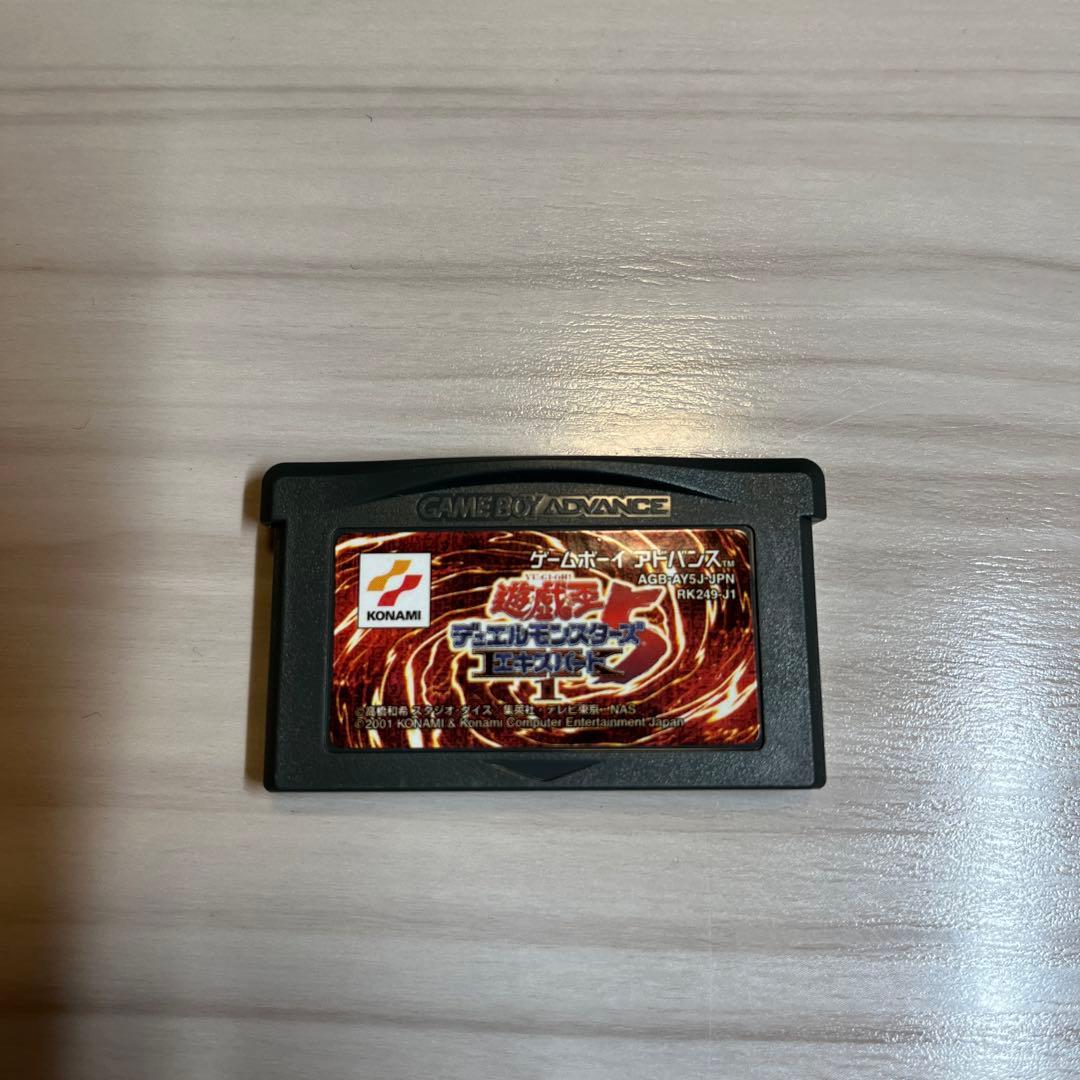 GAME BOY ADVANCE
KONAMI
ゲームボーイ アドバンス™
AGB-AY5J-JPN
RK249-J1
YU-GI-OH!
遊戯王
デュエルモンスターズ5
エキスパート
1
©高橋和希 スタジオ・ダイス/集英社・テレビ東京・NAS
©2001 KONAMI & Konami Computer Entertainment Japan